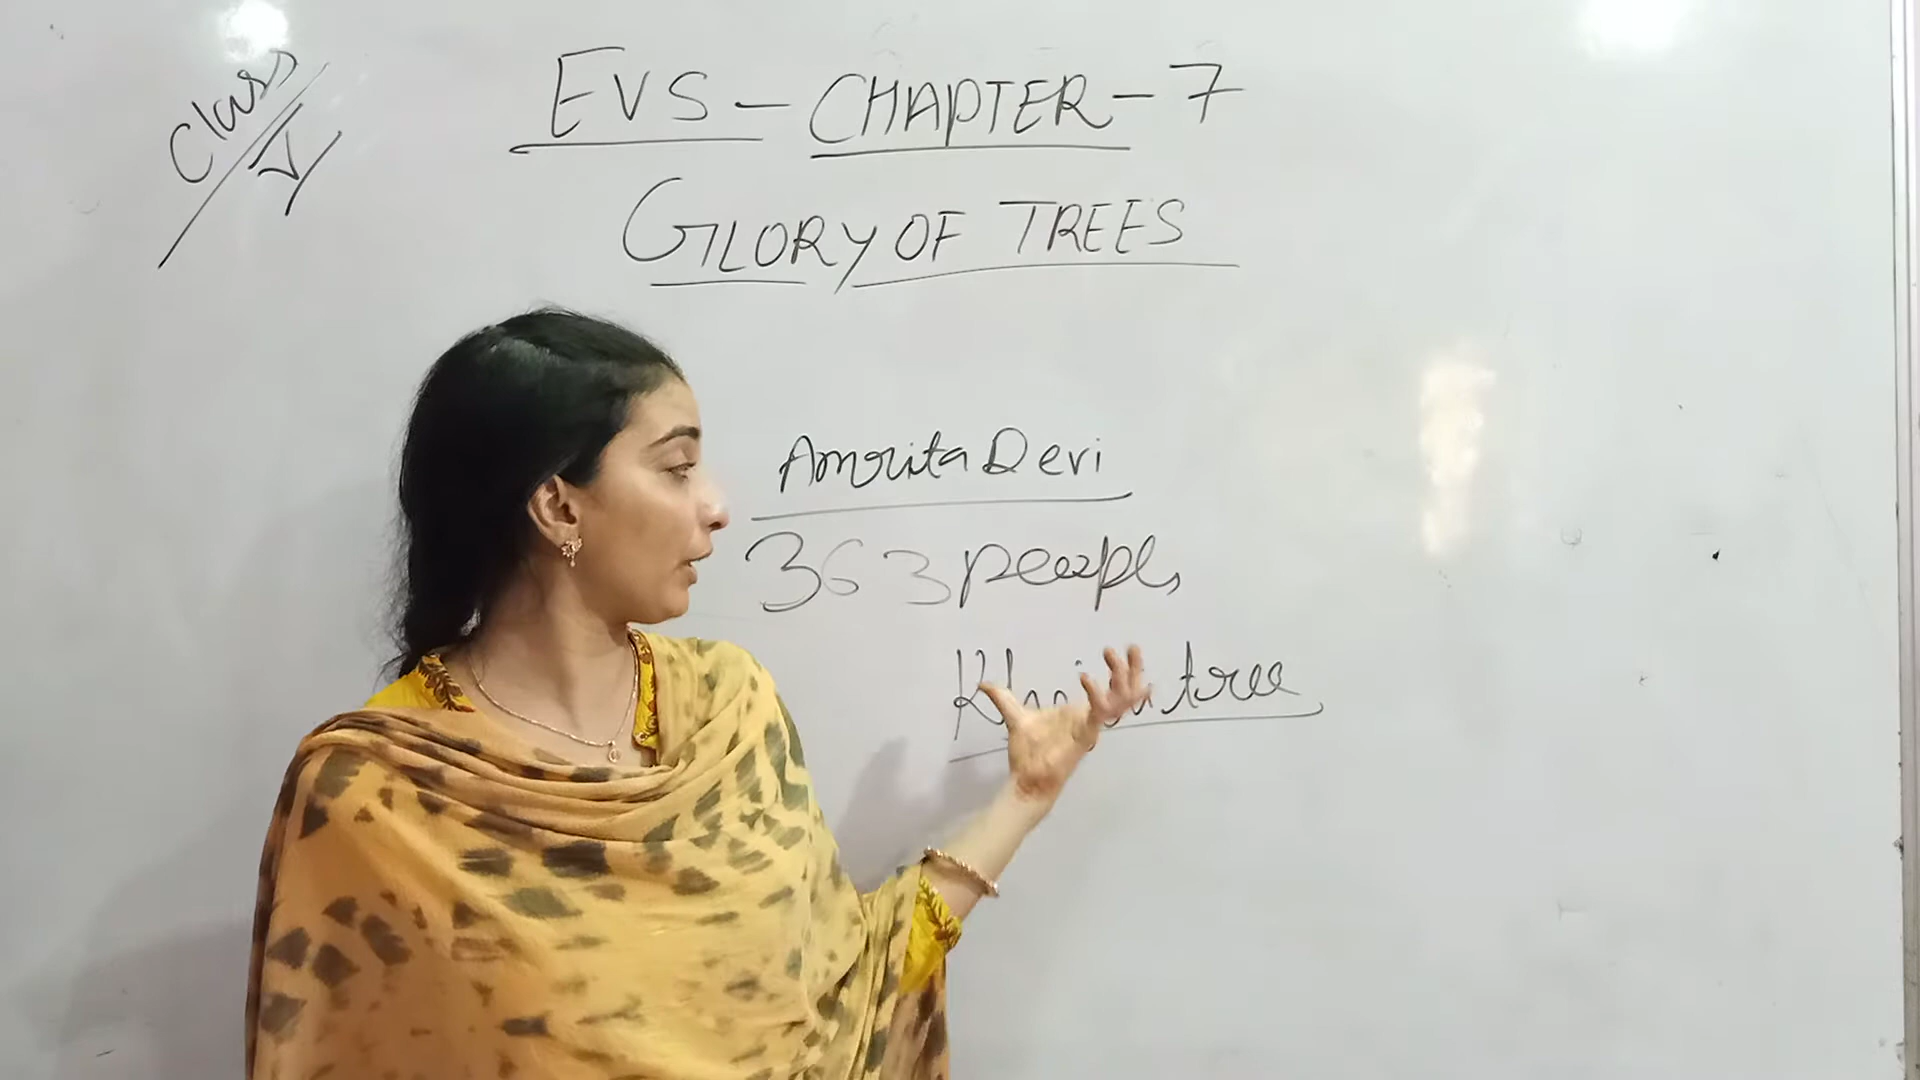 Class
V
EVS - CHAPTER - 7
GLORY OF TREES
Amrita Devi
363 people
tree